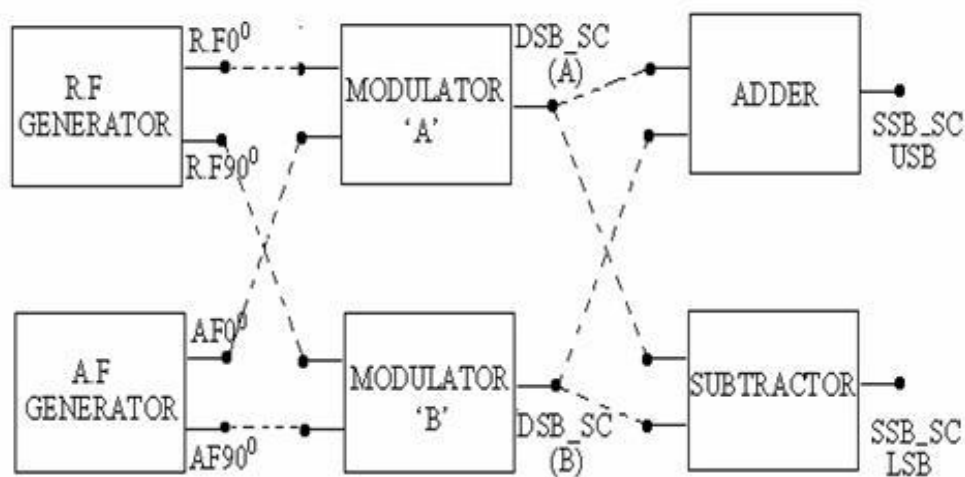 R.F0⁰
R.F
GENERATOR
R.F90⁰
MODULATOR
‘A’
DSB_SC
(A)
ADDER
SSB_SC
USB
AF0⁰
A.F
GENERATOR
AF90⁰
MODULATOR
‘B’
DSB_SC
(B)
SUBTRACTOR
SSB_SC
LSB